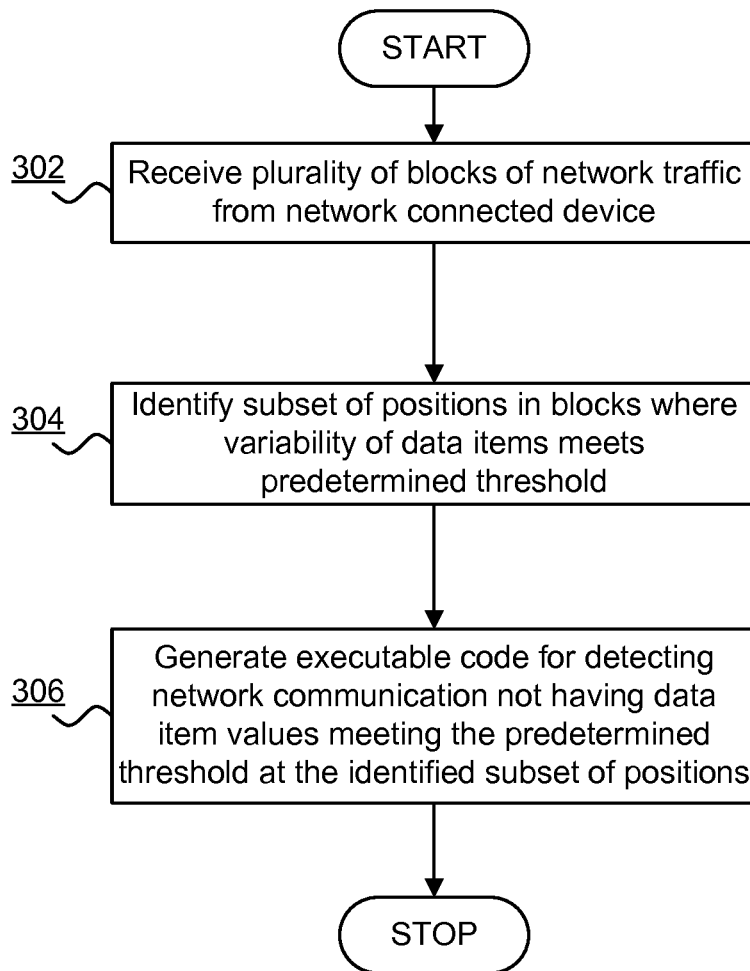 START
302
Receive plurality of blocks of network traffic
from network connected device
304
Identify subset of positions in blocks where
variability of data items meets
predetermined threshold
306
Generate executable code for detecting
network communication not having data
item values meeting the predetermined
threshold at the identified subset of positions
STOP